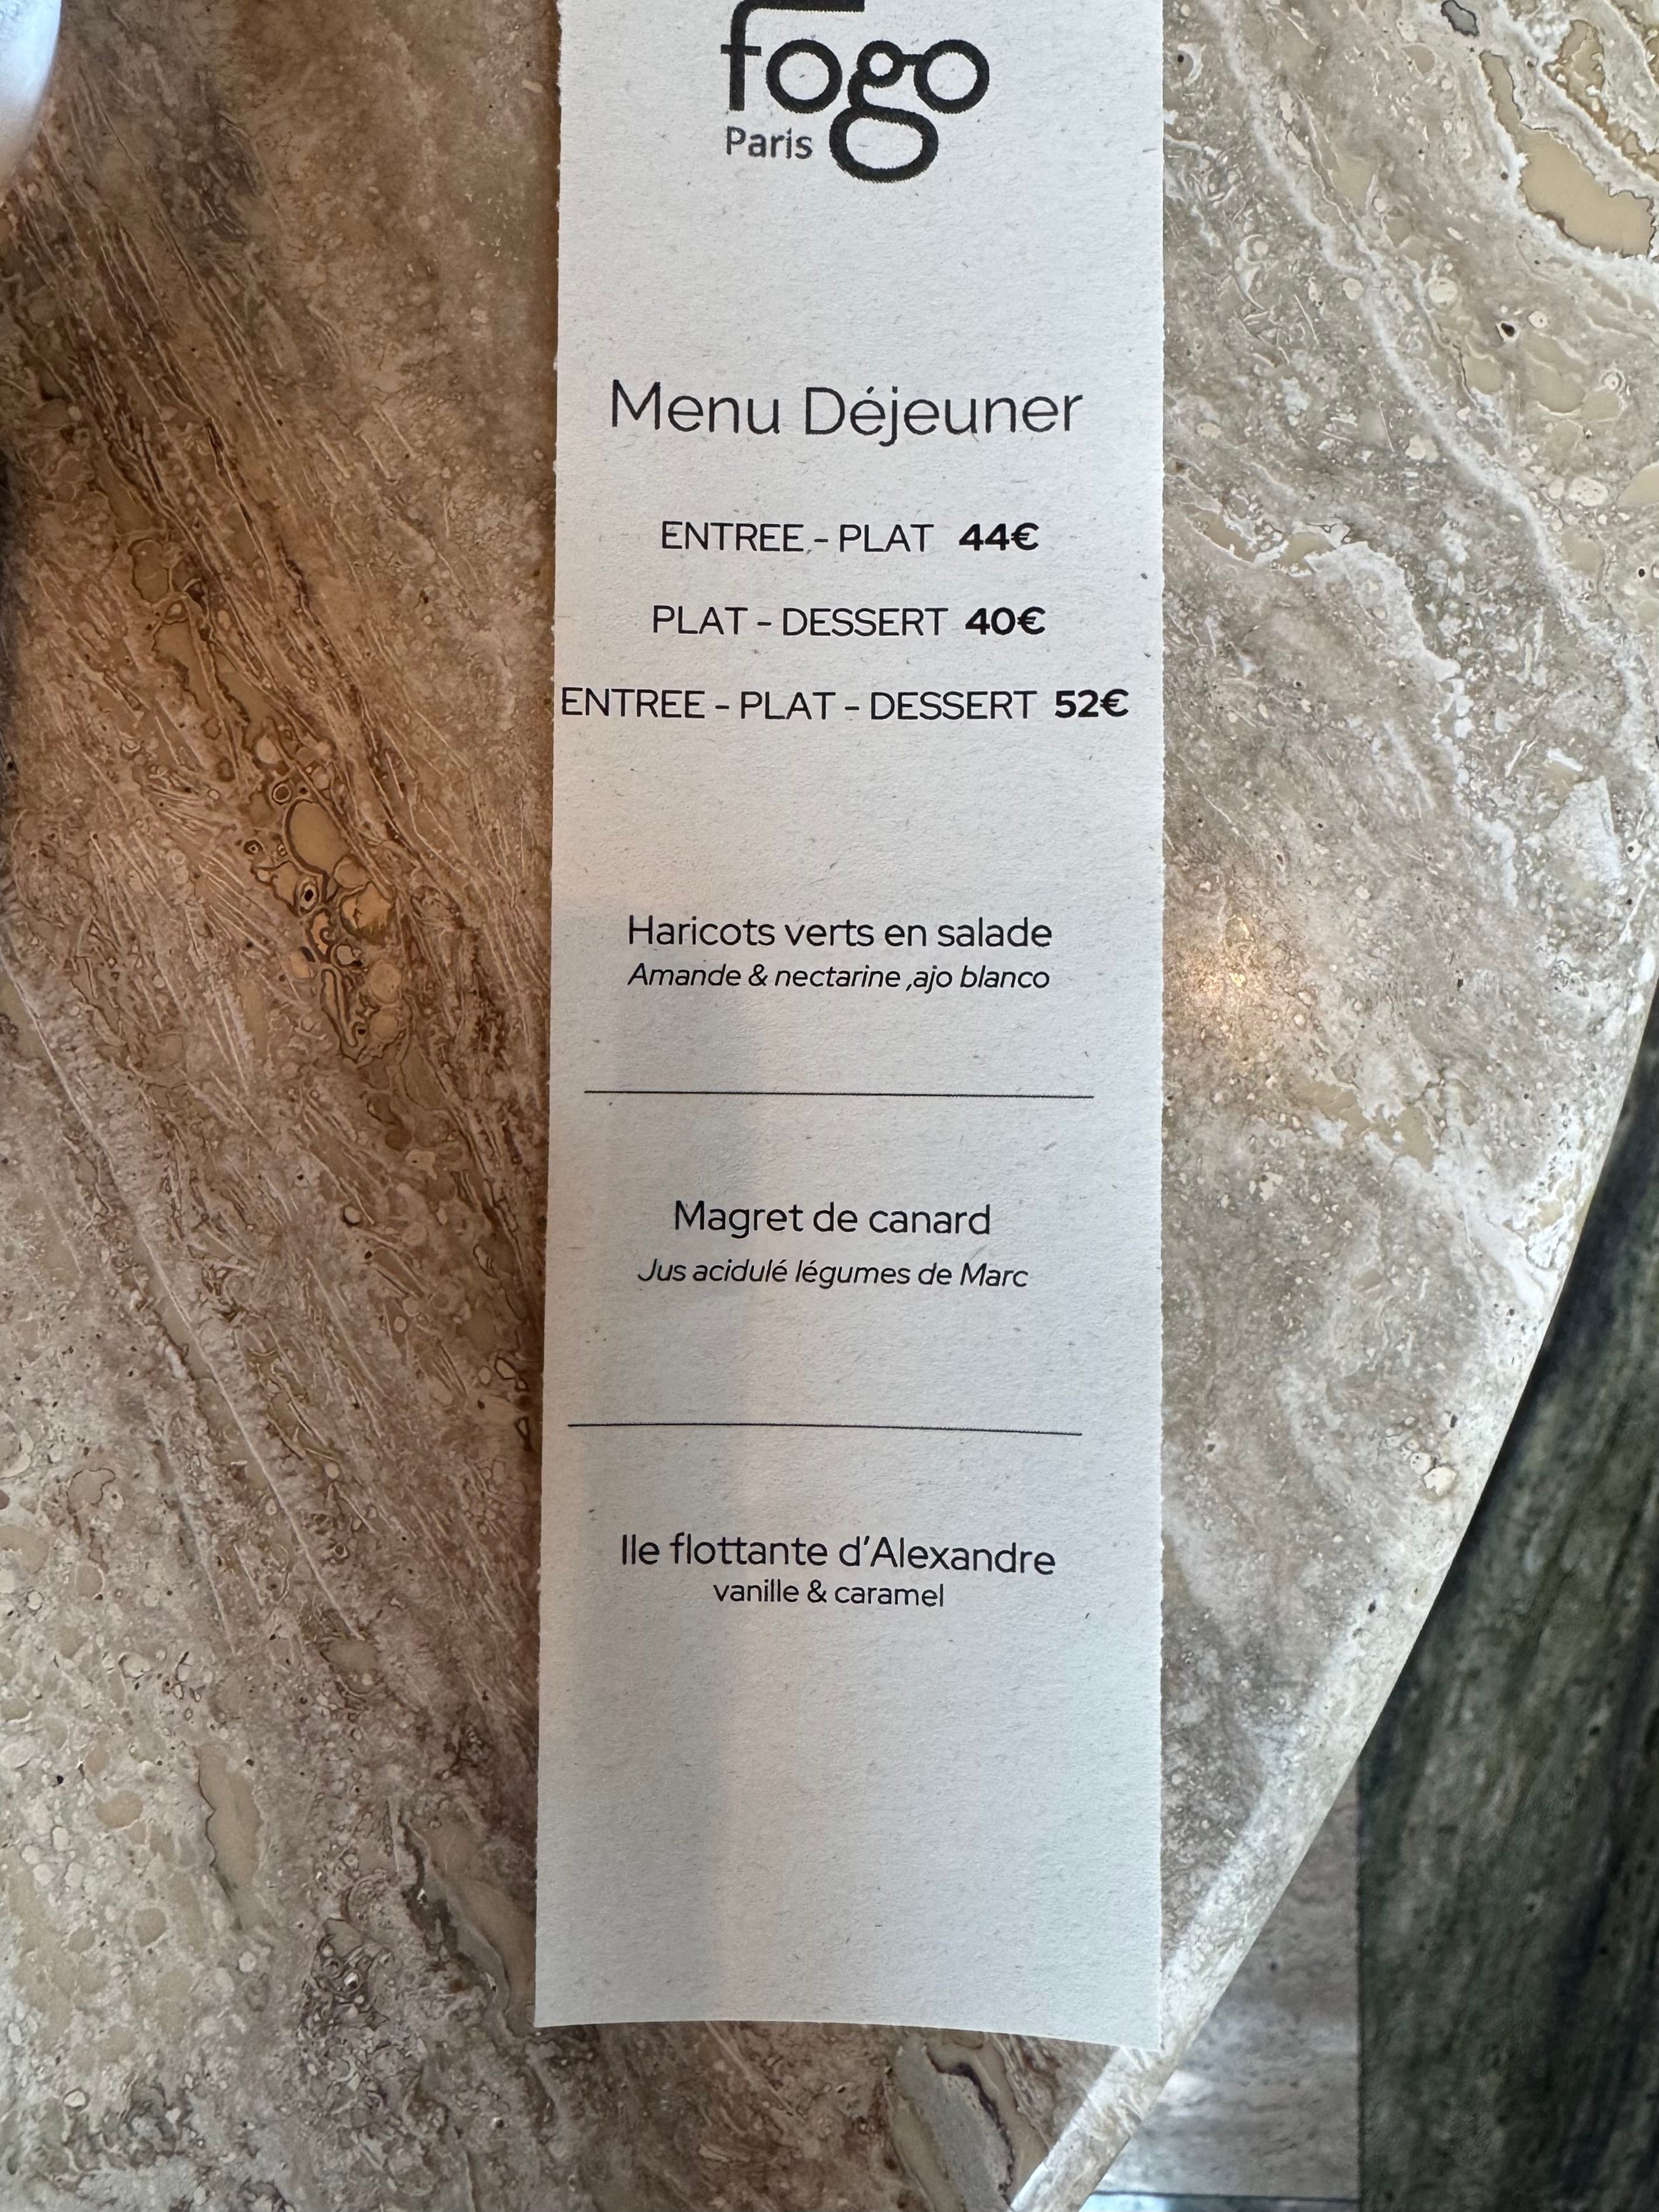 fogo
Paris
Menu Déjeuner
ENTREE - PLAT 44€
PLAT - DESSERT 40€
ENTREE - PLAT - DESSERT 52€
Haricots verts en salade
Amande & nectarine ,ajo blanco
Magret de canard
Jus acidulé légumes de Marc
Ile flottante d'Alexandre
vanille & caramel